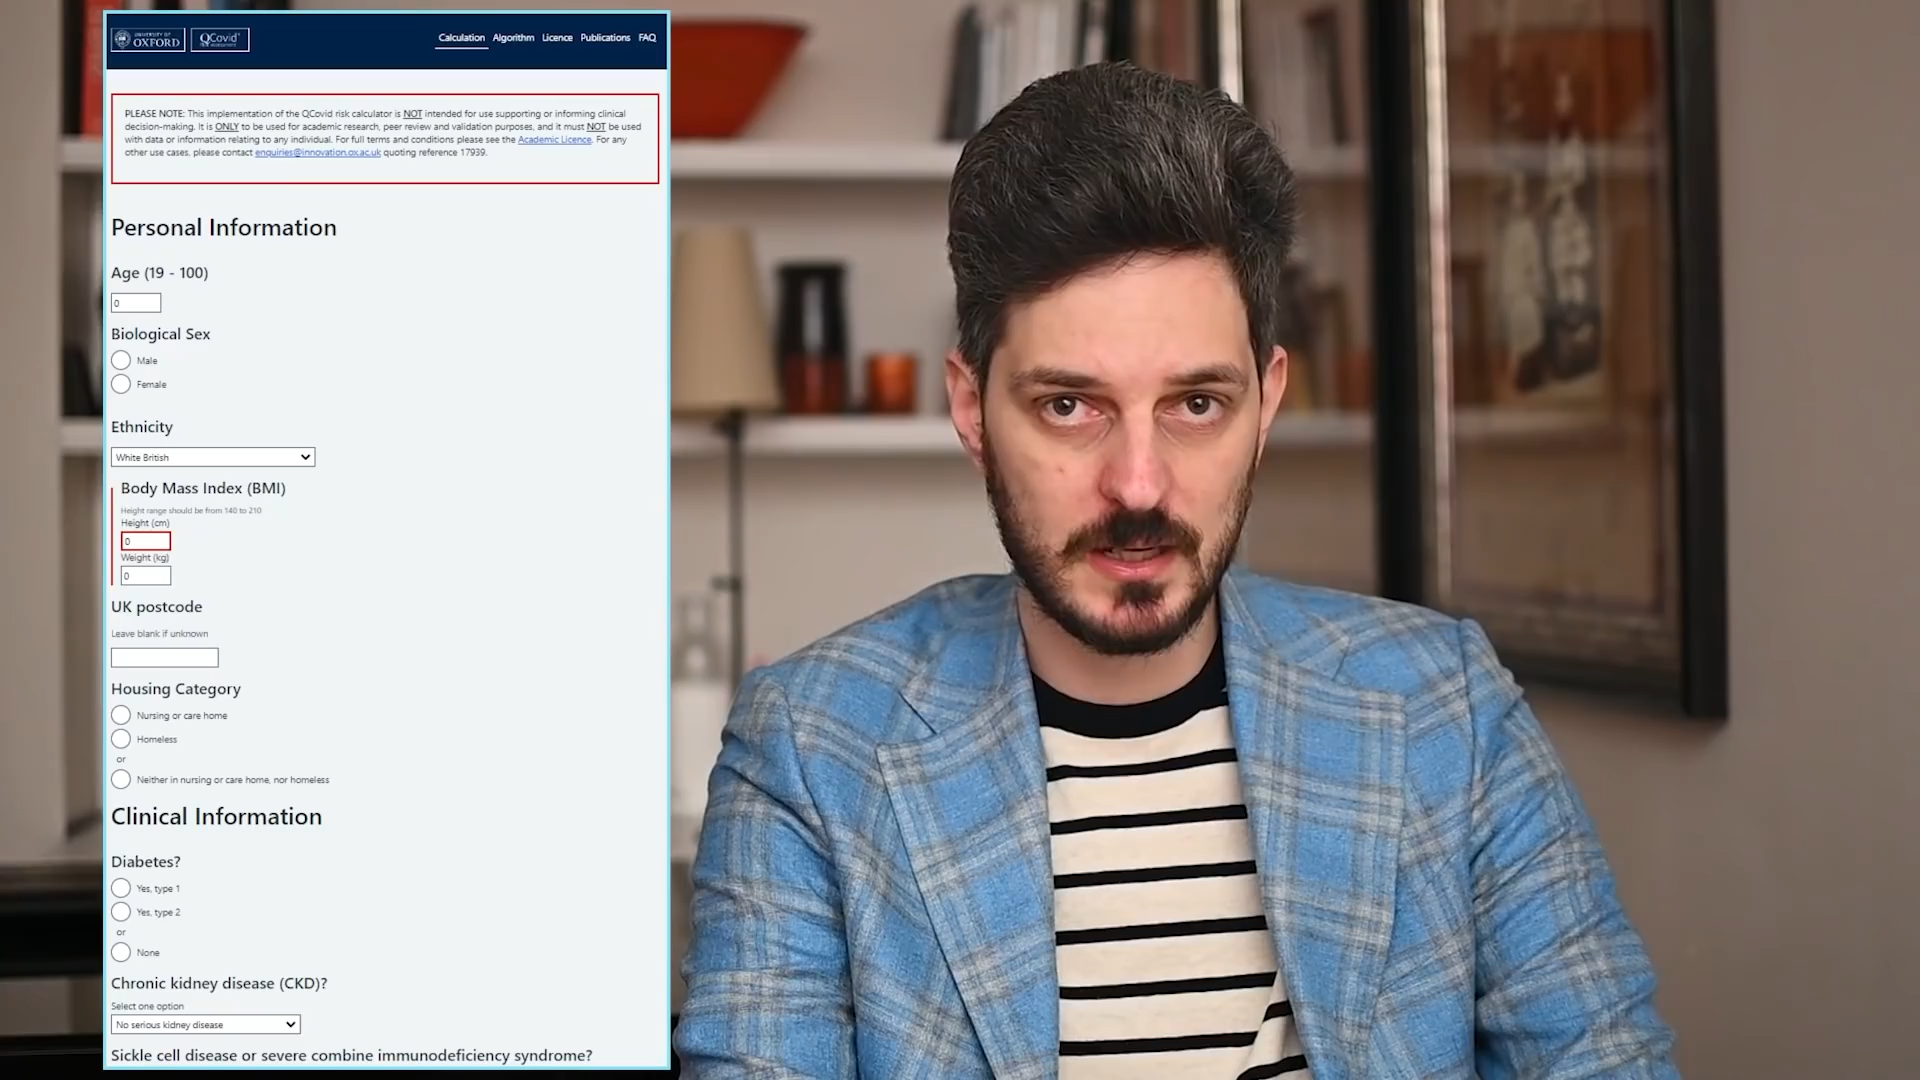 UNIVERSITY OF
OXFORD
QCovid
Calculation Algorithm Licence Publications FAQ
PLEASE NOTE: This implementation of the QCovid risk calculator is NOT intended for use supporting or informing clinical
decision-making. It is ONLY to be used for academic research, peer review and validation purposes, and it must NOT be used
with data or information relating to any individual. For full terms and conditions please see the Academic Licence. For any
other use cases, please contact enquiries@innovation.ox.ac.uk quoting reference 17939.
Personal Information
Age (19 - 100)
0
Biological Sex
Male
Female
Ethnicity
White British
Body Mass Index (BMI)
Height range should be from 140 to 210
Height (cm)
0
Weight (kg)
0
UK postcode
Leave blank if unknown
Housing Category
Nursing or care home
Homeless
or
Neither in nursing or care home, nor homeless
Clinical Information
Diabetes?
Yes, type 1
Yes, type 2
or
None
Chronic kidney disease (CKD)?
Select one option
No serious kidney disease
Sickle cell disease or severe combine immunodeficiency syndrome?